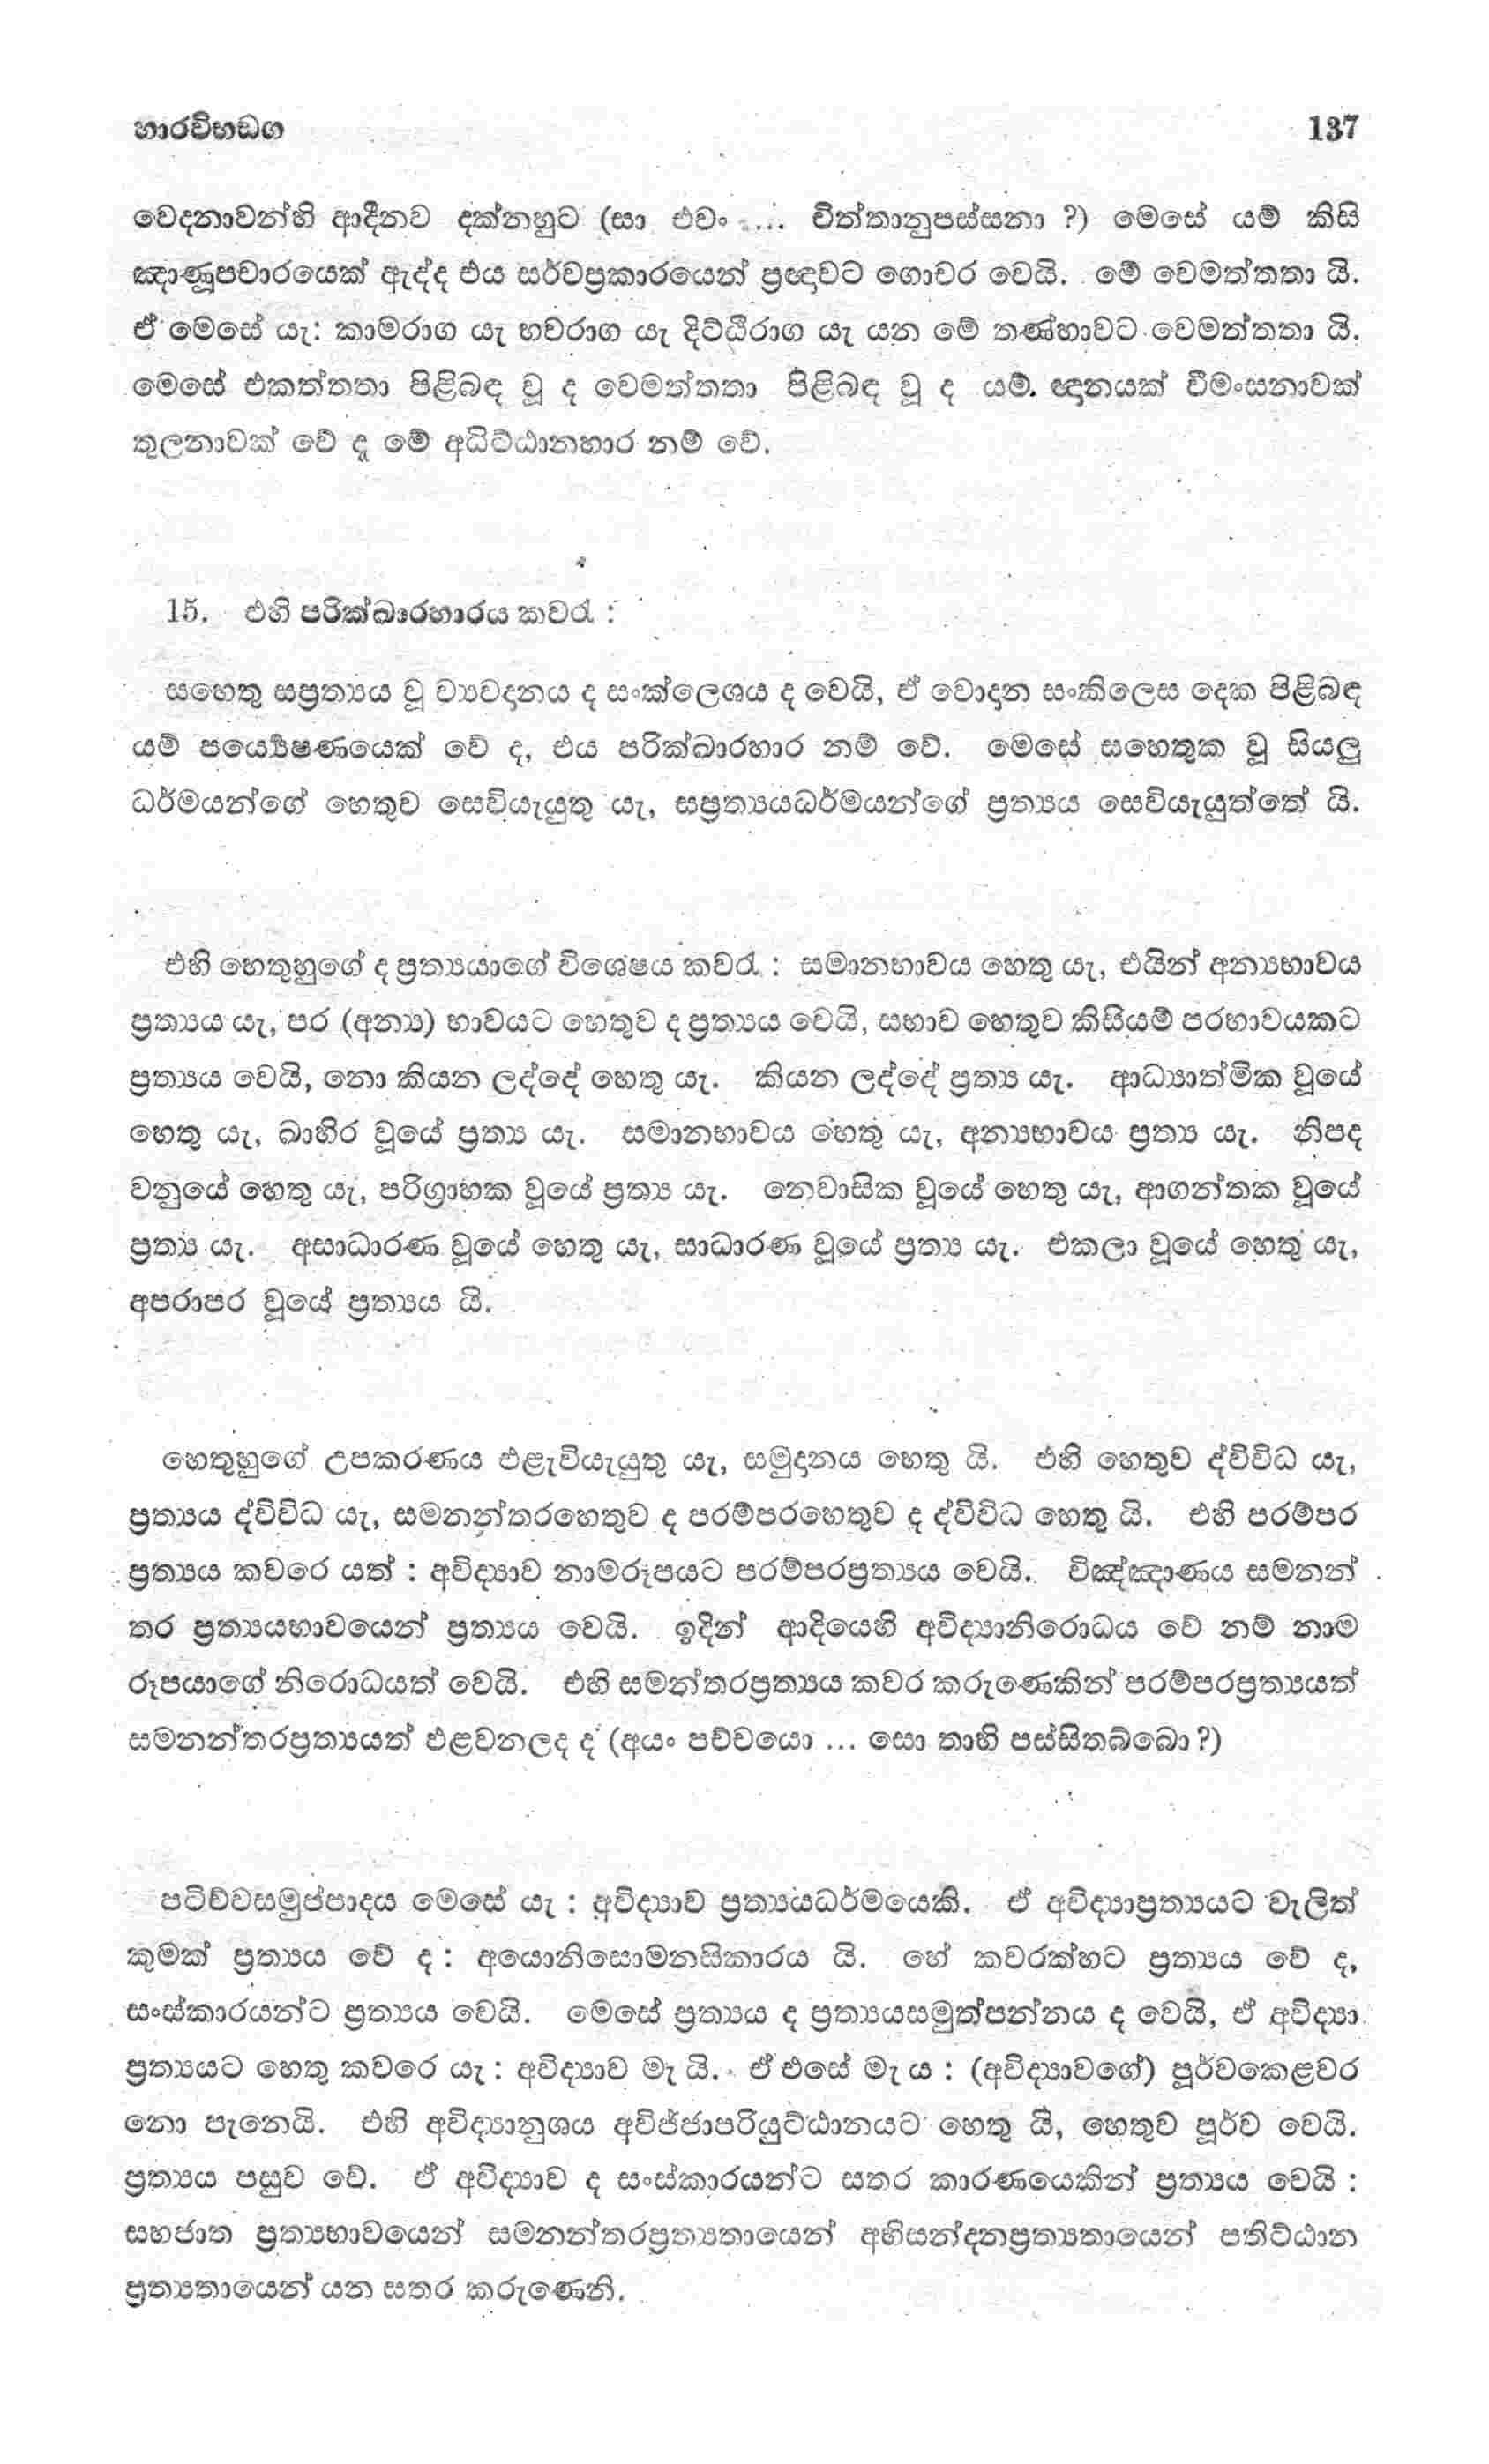 හාරවිභඞග 137
වෙදනාවන්හි ආදීනව දක්නහුට (සා එවං .... චිත්තානුපස්සනා ?) මෙසේ යම් කිසි
ඤාණූපචාරයෙක් ඇද්ද එය සර්වප්‍රකාරයෙන් ප්‍රඥාවට ගොචර වෙයි. මේ වෙමත්තතා යි.
ඒ මෙසේ යැ: කාමරාග යැ භවරාග යැ දිට්ඨිරාග යැ යන මේ තණ්හාවට වෙමත්තතා යි.
මෙසේ එකත්තතා පිළිබඳ වූ ද වෙමත්තතා පිළිබඳ වූ ද යම් ඥානයක් වීමංසනාවක්
තුලනාවක් වේ ද, මේ අධිට්ඨානහාර නම් වේ.
15. එහි පරික්ඛාරහාරය කවරැ :
සහෙතු සප්‍රත්‍යය වූ ව්‍යවදානය ද සංක්ලෙශය ද වෙයි, ඒ වොදාන සංකිලෙස දෙක පිළිබඳ
යම් පර්‍ය්‍යෙෂණයෙක් වේ ද, එය පරික්ඛාරහාර නම් වේ. මෙසේ සහෙතුක වූ සියලු
ධර්මයන්ගේ හෙතුව සෙවියැයුතු යැ, සප්‍රත්‍යයධර්මයන්ගේ ප්‍රත්‍යය සෙවියැයුත්තේ යි.
එහි හෙතුහුගේ ද ප්‍රත්‍යයාගේ විශෙෂය කවරැ : සමානභාවය හෙතු යැ, එයින් අන්‍යභාවය
ප්‍රත්‍යය යැ, පර (අන්‍ය) භාවයට හෙතුව ද ප්‍රත්‍යය වෙයි, සභාව හෙතුව කිසියම් පරභාවයකට
ප්‍රත්‍යය වෙයි, නො කියන ලද්දේ හෙතු යැ. කියන ලද්දේ ප්‍රත්‍ය යැ. ආධ්‍යාත්මික වූයේ
හෙතු යැ, බාහිර වූයේ ප්‍රත්‍ය යැ. සමානභාවය හෙතු යැ, අන්‍යභාවය ප්‍රත්‍ය යැ. නිපද
වනුයේ හෙතු යැ, පරිග්‍රාහක වූයේ ප්‍රත්‍ය යැ. නෙවාසික වූයේ හෙතු යැ, ආගන්තක වූයේ
ප්‍රත්‍ය යැ. අසාධාරණ වූයේ හෙතු යැ, සාධාරණ වූයේ ප්‍රත්‍ය යැ. එකලා වූයේ හෙතු යැ,
අපරාපර වූයේ ප්‍රත්‍යය යි.
හෙතුහුගේ උපකරණය එළැවියැයුතු යැ, සමුදානය හෙතු යි. එහි හෙතුව ද්විවිධ යැ,
ප්‍රත්‍යය ද්විවිධ යැ, සමනන්තරහෙතුව ද පරම්පරහෙතුව ද ද්විවිධ හෙතු යි. එහි පරම්පර
ප්‍රත්‍යය කවරෙ යත් : අවිද්‍යාව නාමරූපයට පරම්පරප්‍රත්‍යය වෙයි. විඤ්ඤාණය සමනන්
තර ප්‍රත්‍යයභාවයෙන් ප්‍රත්‍යය වෙයි. ඉදින් ආදියෙහි අවිද්‍යානිරොධය වේ නම් නාම
රූපයාගේ නිරොධයත් වෙයි. එහි සමන්තරප්‍රත්‍යය කවර කරුණෙකින් පරම්පරප්‍රත්‍යයත්
සමනන්තරප්‍රත්‍යයත් එළවනලද ද (අයං පච්චයො ... සො තාහි පස්සිතබ්බො ?)
පටිච්චසමුප්පාදය මෙසේ යැ : අවිද්‍යාව ප්‍රත්‍යයධර්මයෙකි. ඒ අවිද්‍යාප්‍රත්‍යයට වැලිත්
කුමක් ප්‍රත්‍යය වේ ද : අයොනිසොමනසිකාරය යි. හේ කවරක්හට ප්‍රත්‍යය වේ ද,
සංස්කාරයන්ට ප්‍රත්‍යය වෙයි. මෙසේ ප්‍රත්‍යය ද ප්‍රත්‍යයසමුත්පන්නය ද වෙයි, ඒ අවිද්‍යා
ප්‍රත්‍යයට හෙතු කවරෙ යැ : අවිද්‍යාව මැ යි. ඒ එසේ මැ ය : (අවිද්‍යාවගේ) පූර්වකෙළවර
නො පැනෙයි. එහි අවිද්‍යානුශය අවිජ්ජාපරියුට්ඨානයට හෙතු යි, හෙතුව පූර්ව වෙයි.
ප්‍රත්‍යය පසුව වේ. ඒ අවිද්‍යාව ද සංස්කාරයන්ට සතර කාරණයෙකින් ප්‍රත්‍යය වෙයි :
සහජාත ප්‍රත්‍යභාවයෙන් සමනන්තරප්‍රත්‍යතායෙන් අභිසන්දනප්‍රත්‍යතායෙන් පතිට්ඨාන
ප්‍රත්‍යතායෙන් යන සතර කරුණෙනි.